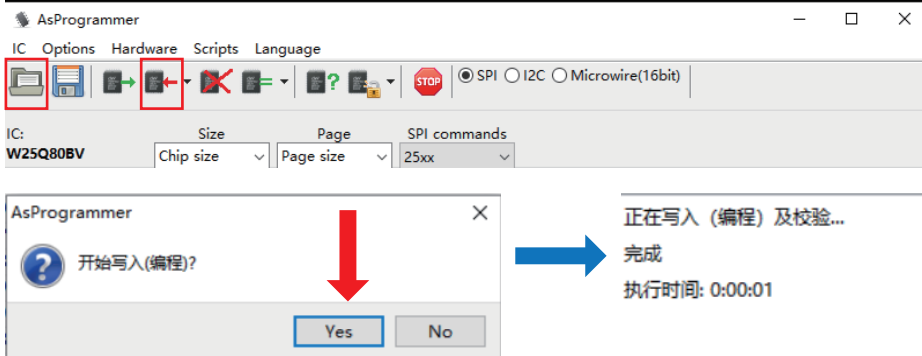 AsProgrammer
IC Options Hardware Scripts Language
STOP SPI I2C Microwire(16bit)
IC: Size Page SPI commands
W25Q80BV Chip size Page size 25xx
AsProgrammer
开始写入(编程)?
Yes No
正在写入（编程）及校验...
完成
执行时间: 0:00:01